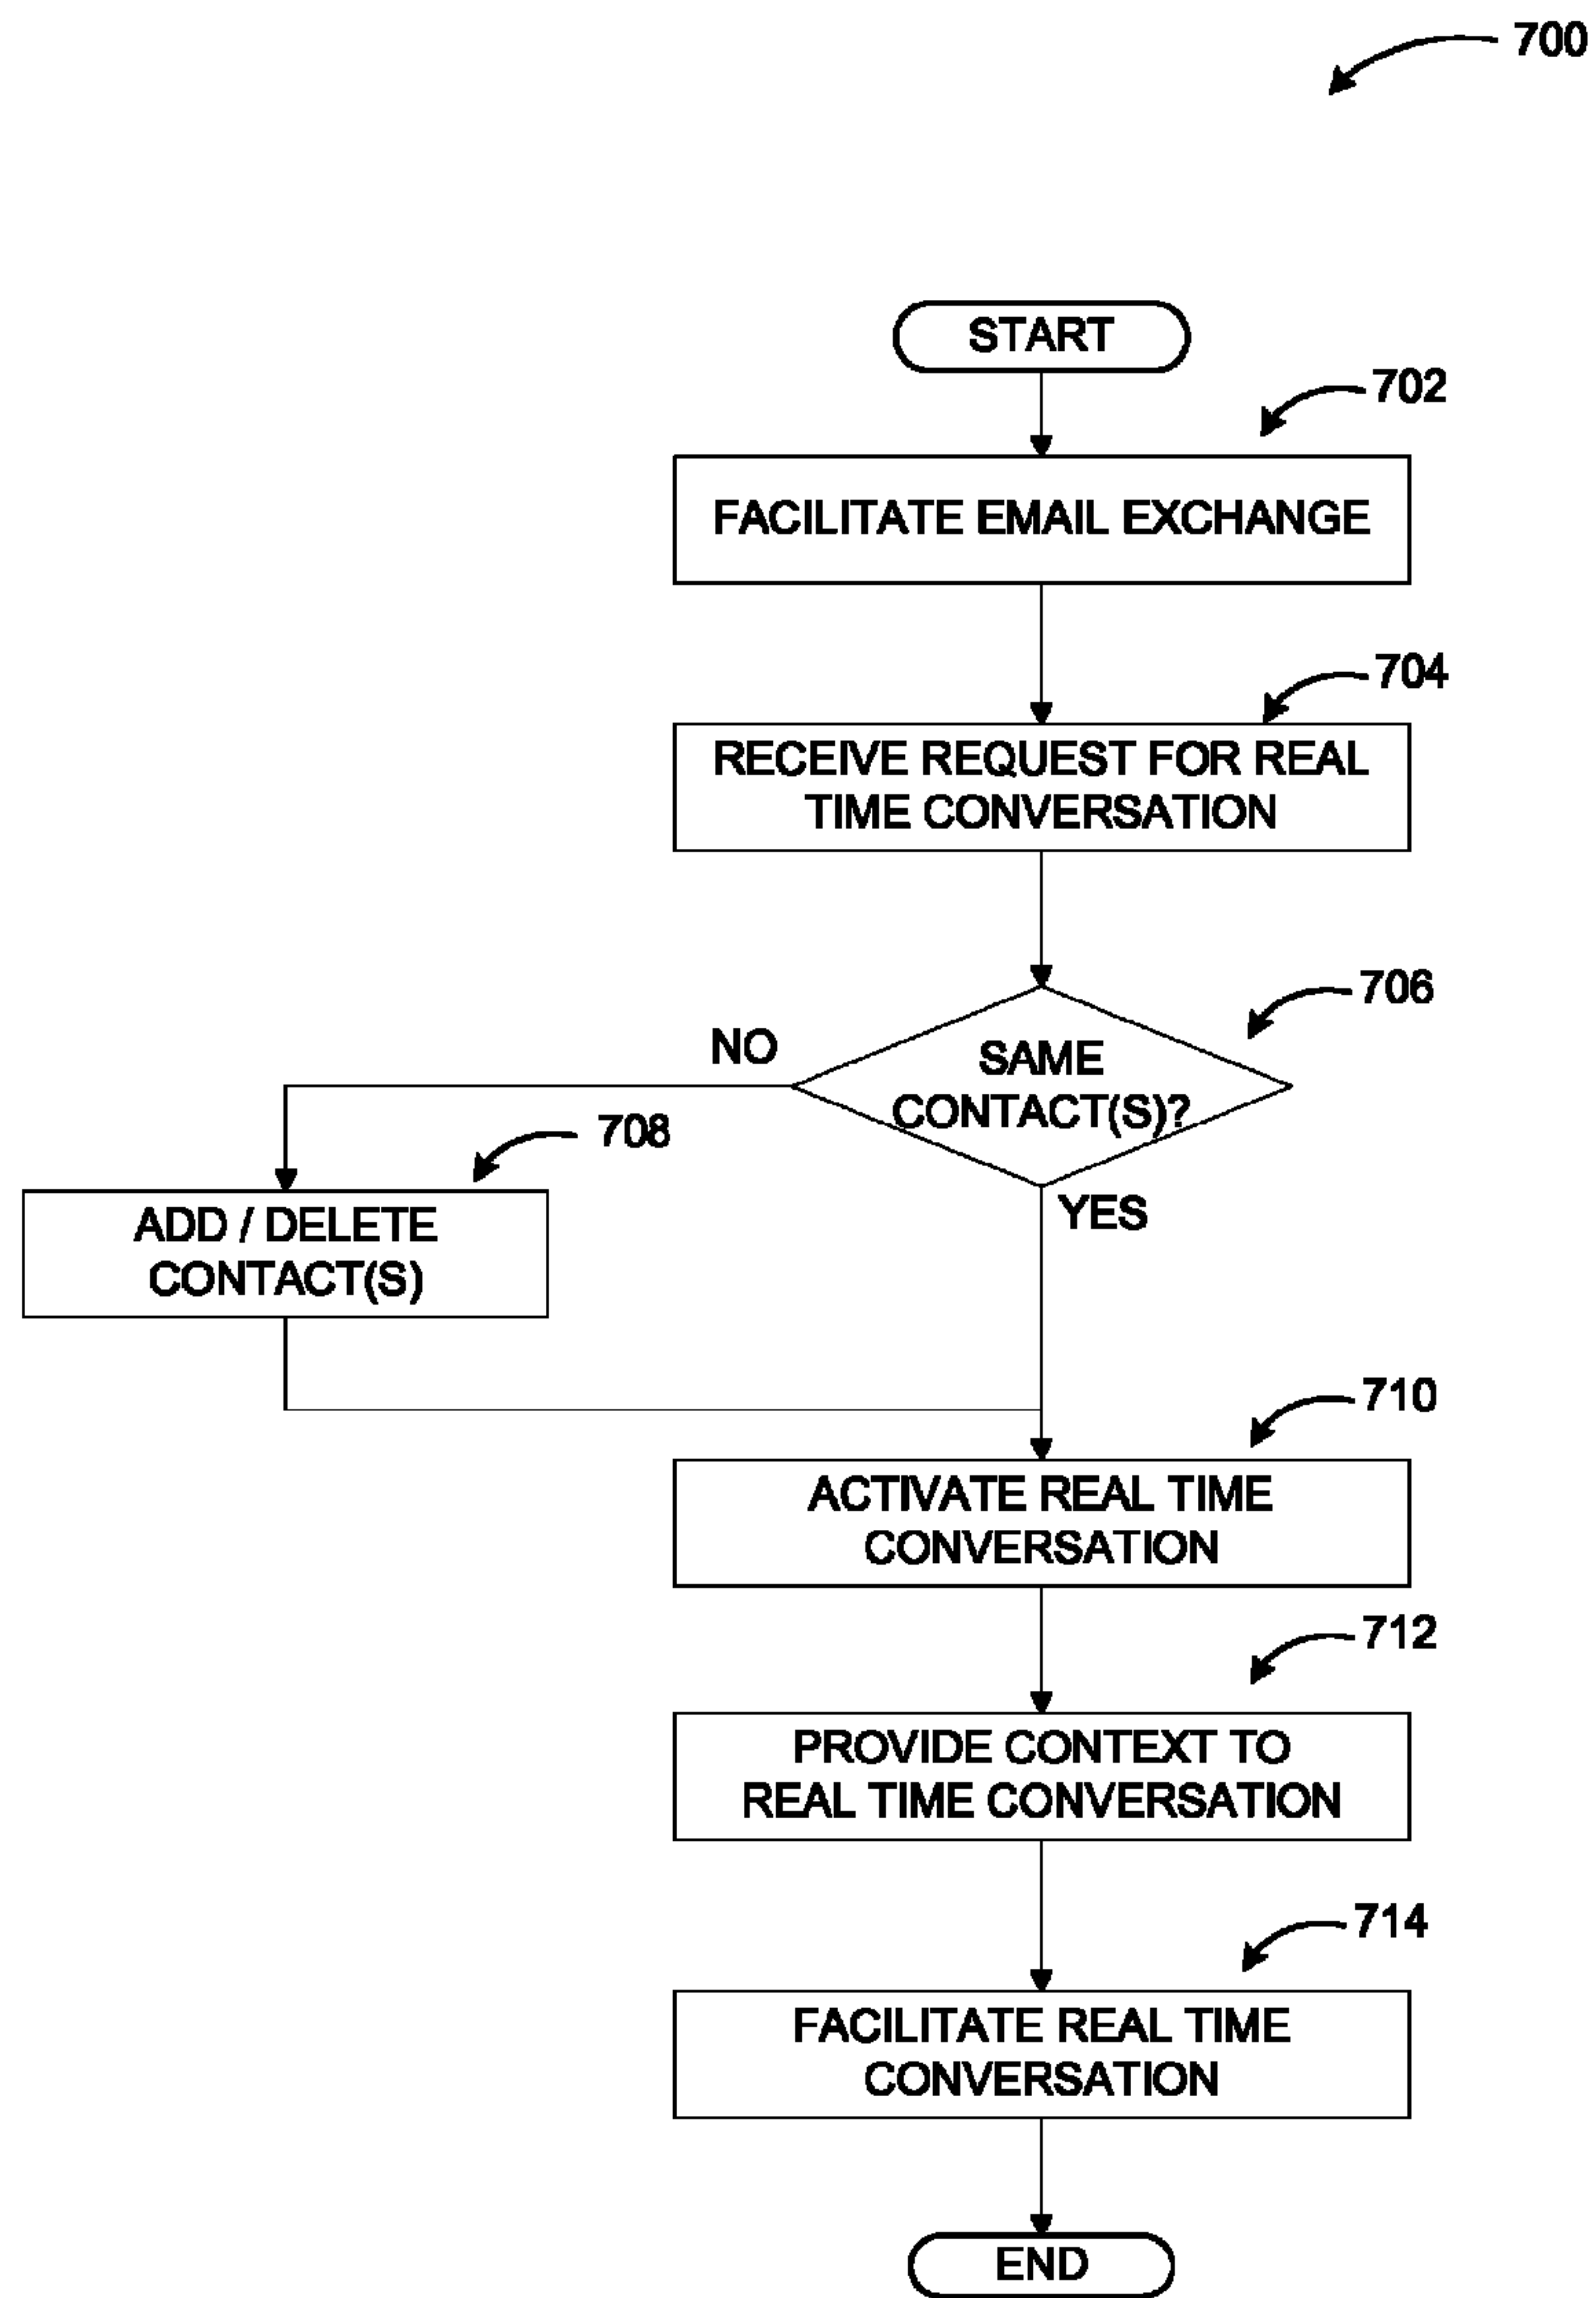 700
START
702
FACILITATE EMAIL EXCHANGE
704
RECEIVE REQUEST FOR REAL
TIME CONVERSATION
706
NO
SAME
CONTACT(S)?
708
YES
ADD / DELETE
CONTACT(S)
710
ACTIVATE REAL TIME
CONVERSATION
712
PROVIDE CONTEXT TO
REAL TIME CONVERSATION
714
FACILITATE REAL TIME
CONVERSATION
END